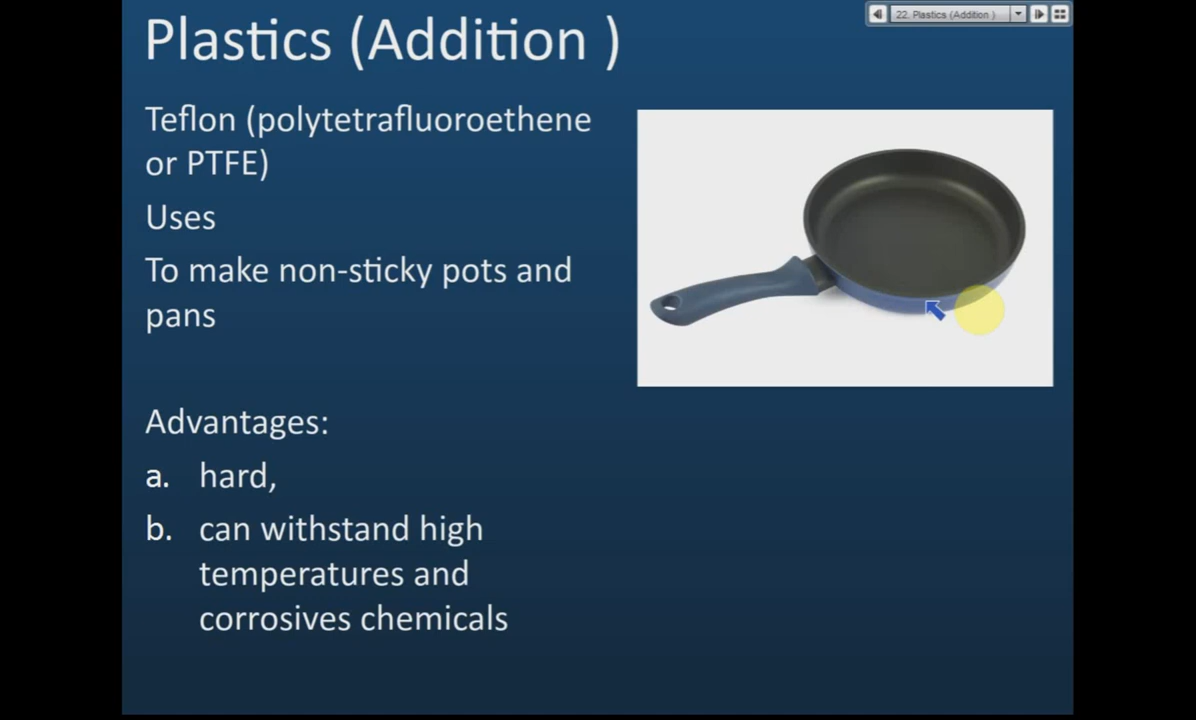 22. Plastics (Addition )
Plastics (Addition )
Teflon (polytetrafluoroethene
or PTFE)
Uses
To make non-sticky pots and
pans
Advantages:
a. hard,
b. can withstand high
temperatures and
corrosives chemicals